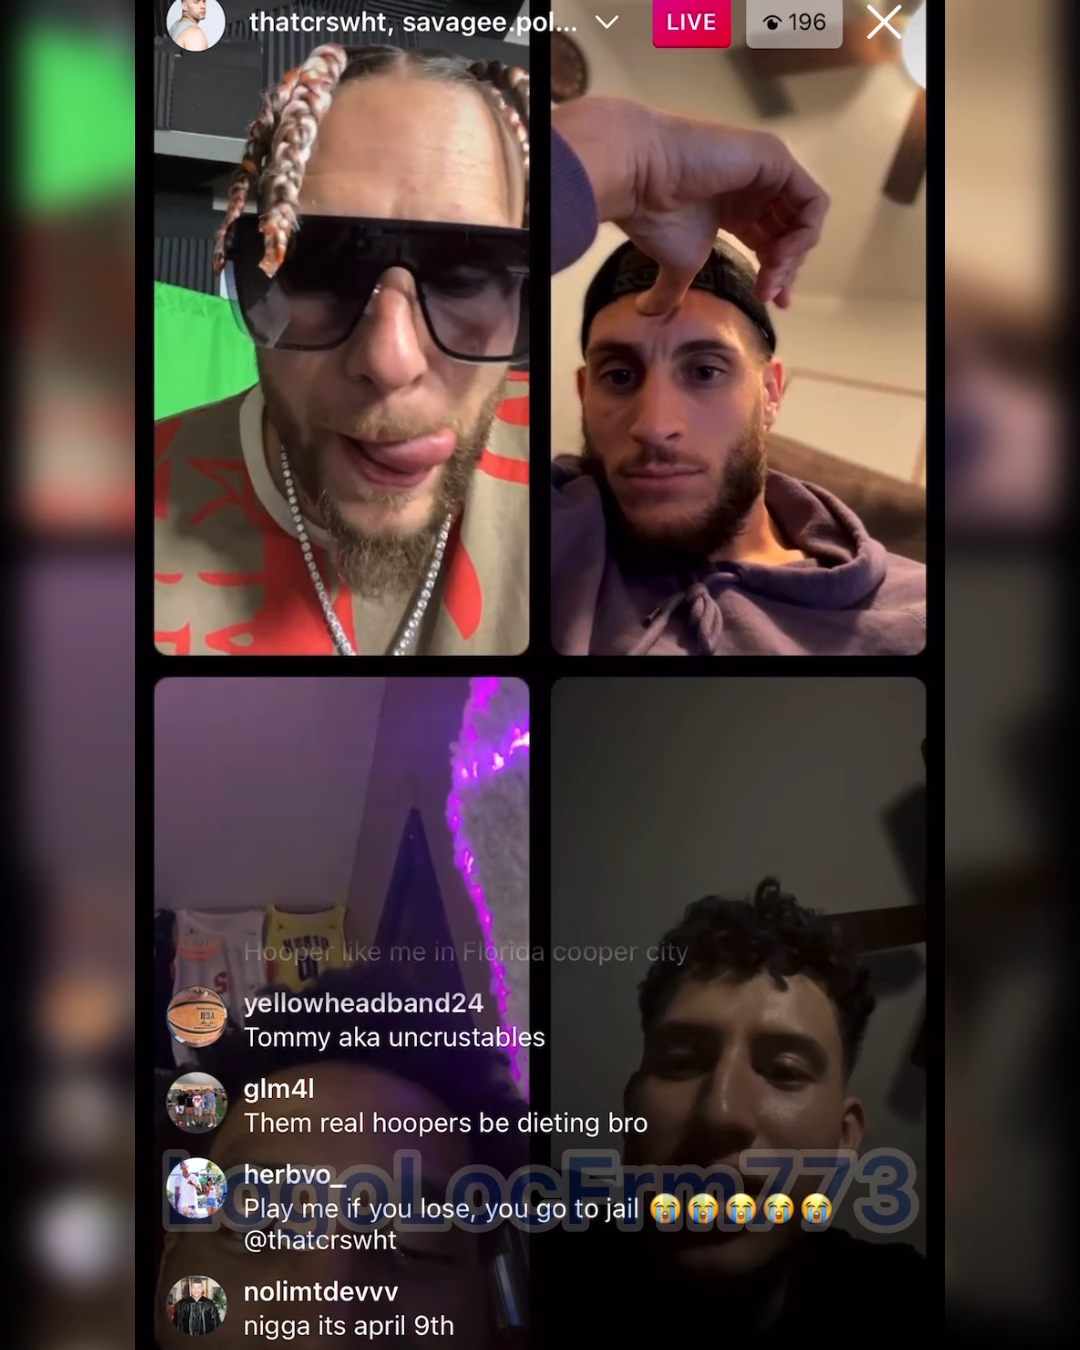 thatcrswht, savagee.pol...
LIVE
196
Hooper like me in Florida cooper city
yellowheadband24
Tommy aka uncrustables
glm4l
Them real hoopers be dieting bro
LogoLocFrm773
herbvo_
Play me if you lose, you go to jail 😭😭😭😭😭
@thatcrswht
nolimtdevvv
nigga its april 9th